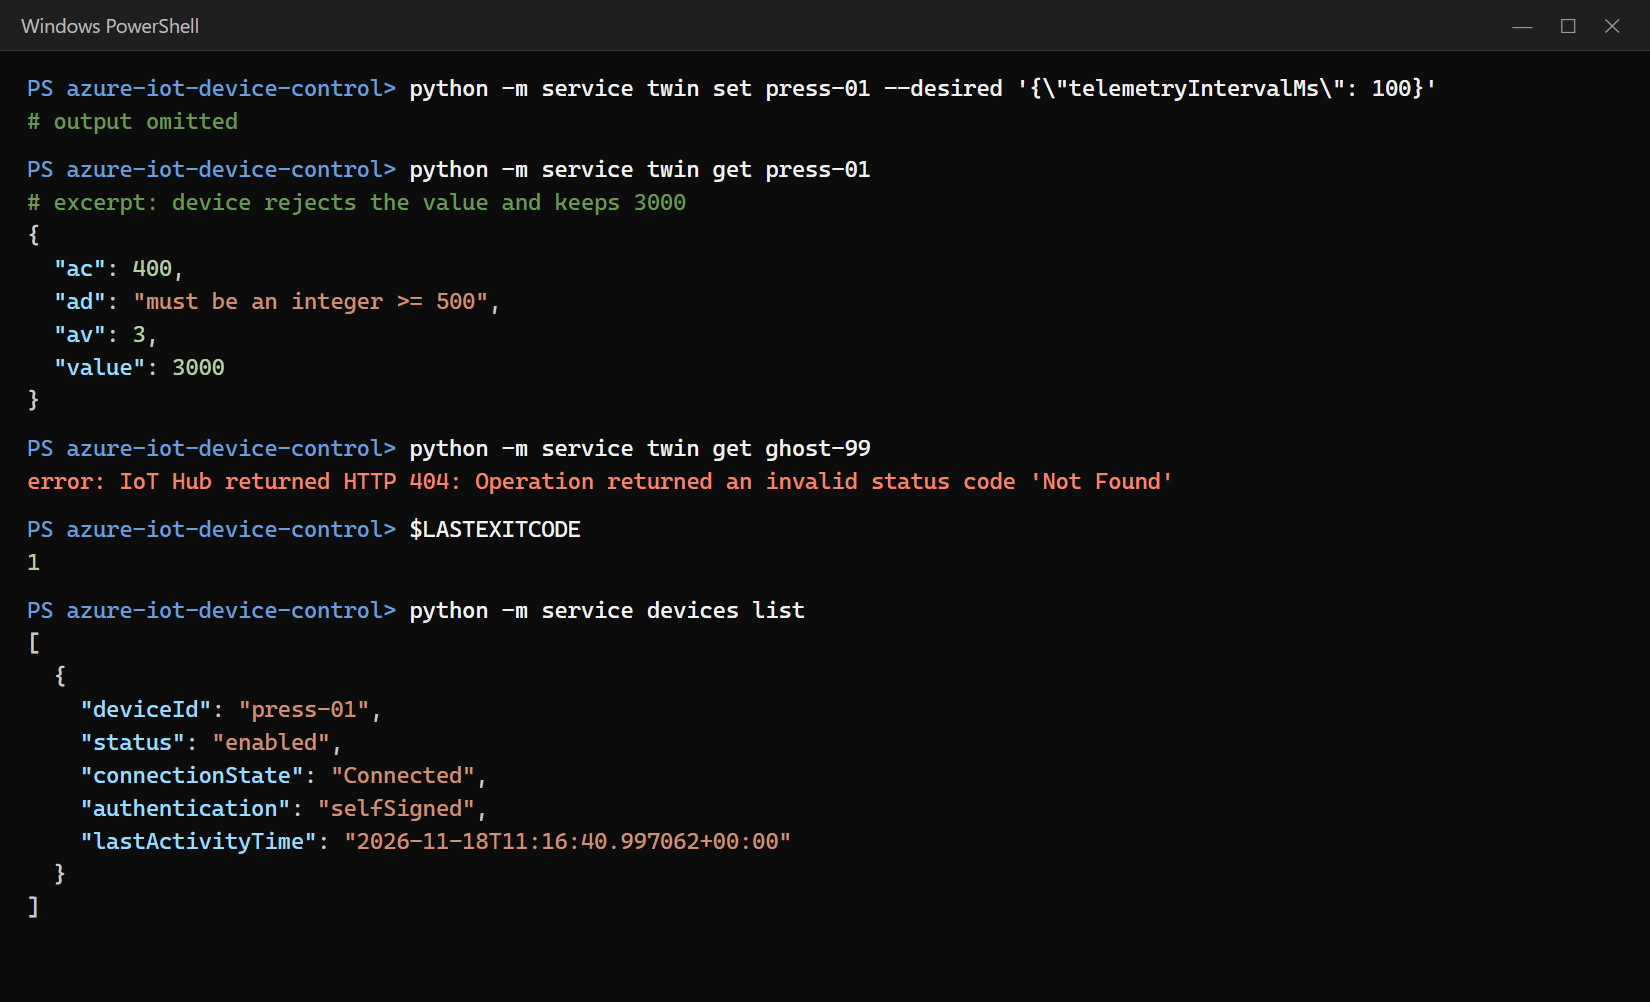 Windows PowerShell
PS azure-iot-device-control> python -m service twin set press-01 --desired '{\"telemetryIntervalMs\": 100}'
# output omitted
PS azure-iot-device-control> python -m service twin get press-01
# excerpt: device rejects the value and keeps 3000
{
  "ac": 400,
  "ad": "must be an integer >= 500",
  "av": 3,
  "value": 3000
}
PS azure-iot-device-control> python -m service twin get ghost-99
error: IoT Hub returned HTTP 404: Operation returned an invalid status code 'Not Found'
PS azure-iot-device-control> $LASTEXITCODE
1
PS azure-iot-device-control> python -m service devices list
[
  {
    "deviceId": "press-01",
    "status": "enabled",
    "connectionState": "Connected",
    "authentication": "selfSigned",
    "lastActivityTime": "2026-11-18T11:16:40.997062+00:00"
  }
]